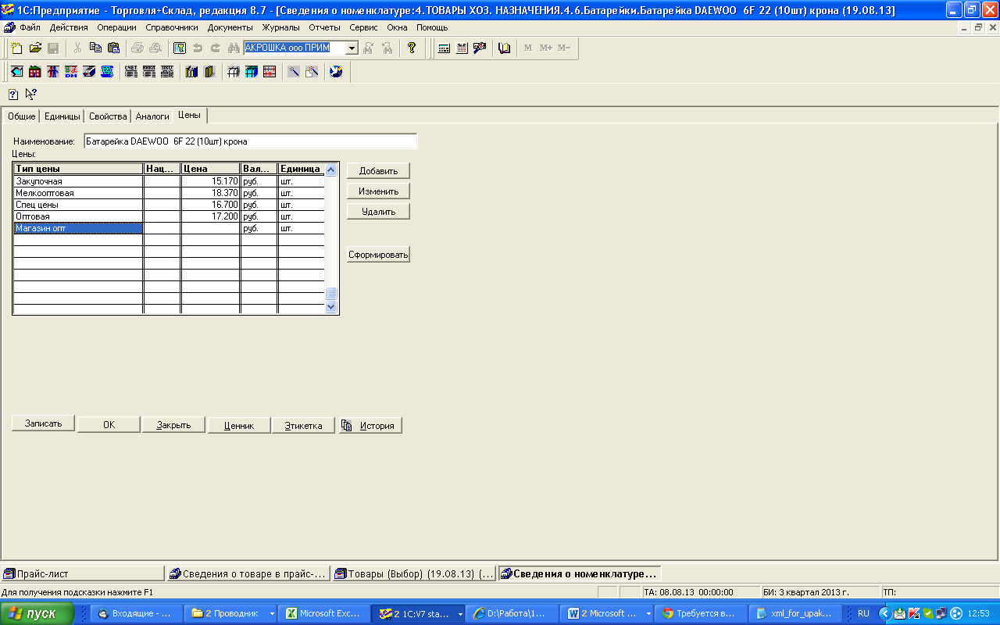 1С:Предприятие - Торговля+Склад, редакция 8.7 - [Сведения о номенклатуре:4.ТОВАРЫ ХОЗ. НАЗНАЧЕНИЯ.4.6.Батарейки.Батарейка DAEWOO 6F 22 (10шт) крона (19.08.13)]
Файл Действия Операции Справочники Документы Журналы Отчеты Сервис Окна Помощь
АКРОШКА ооо ПРИМ M M+ M−
Общие Единицы Свойства Аналоги Цены
Наименование: Батарейка DAEWOO 6F 22 (10шт) крона
Цены:
Тип цены Нац... Цена Вал... Единица
Закупочная 15.170 руб. шт.
Мелкооптовая 18.370 руб. шт.
Спец цены 16.700 руб. шт.
Оптовая 17.200 руб. шт.
Магазин опт руб. шт.
Добавить
Изменить
Удалить
Сформировать
Записать ОК Закрыть Ценник Этикетка История
Прайс-лист Сведения о товаре в прайс-... Товары (Выбор) (19.08.13) (... Сведения о номенклатуре...
Для получения подсказки нажмите F1 ТА: 08.08.13 00:00:00 БИ: 3 квартал 2013 г. ТП:
пуск Входящие - ... 2 Проводник Microsoft Exc... 2 1C:V7 sta... D:\Работа\1... 2 Microsoft ... Требуется в... xml_for_upak... RU 12:53